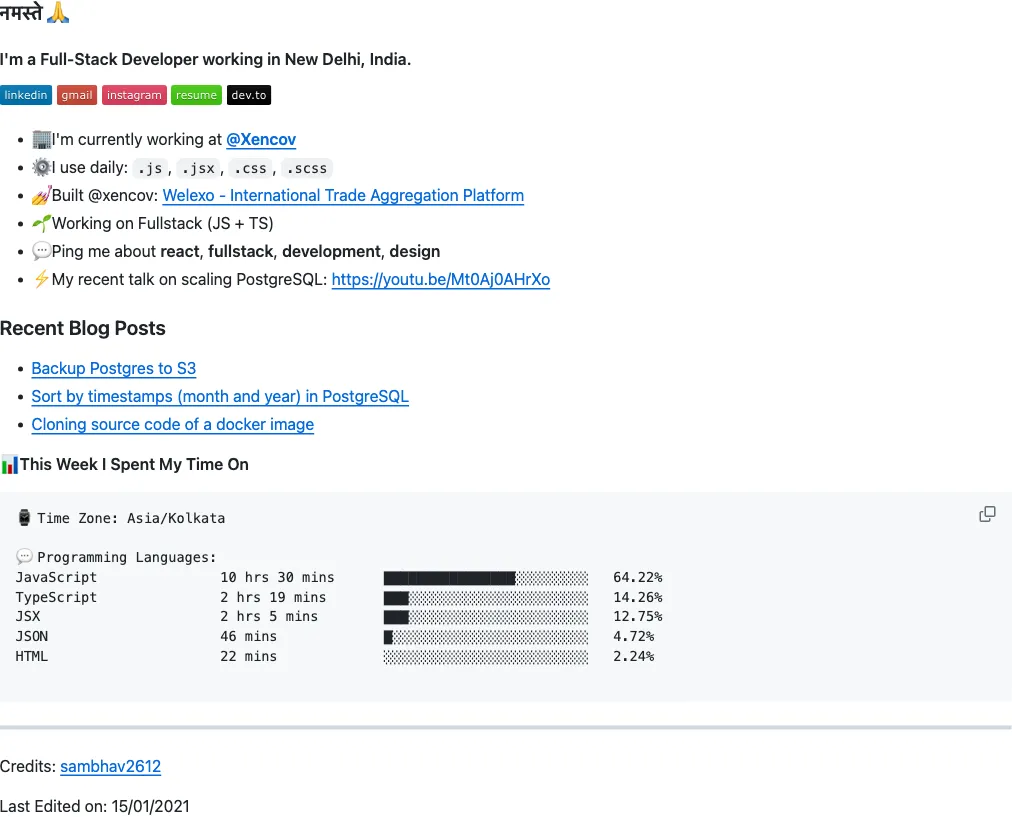 नमस्ते🙏
I'm a Full-Stack Developer working in New Delhi, India.
linkedin gmail instagram resume dev.to
🏢I'm currently working at @Xencov
⚙️I use daily: .js, .jsx, .css, .scss
💅Built @xencov: Welexo - International Trade Aggregation Platform
🌱Working on Fullstack (JS + TS)
💬Ping me about react, fullstack, development, design
⚡My recent talk on scaling PostgreSQL: https://youtu.be/Mt0Aj0AHrXo
Recent Blog Posts
Backup Postgres to S3
Sort by timestamps (month and year) in PostgreSQL
Cloning source code of a docker image
📊This Week I Spent My Time On
⌚ Time Zone: Asia/Kolkata
💬 Programming Languages:
JavaScript 10 hrs 30 mins 64.22%
TypeScript 2 hrs 19 mins 14.26%
JSX 2 hrs 5 mins 12.75%
JSON 46 mins 4.72%
HTML 22 mins 2.24%
Credits: sambhav2612
Last Edited on: 15/01/2021